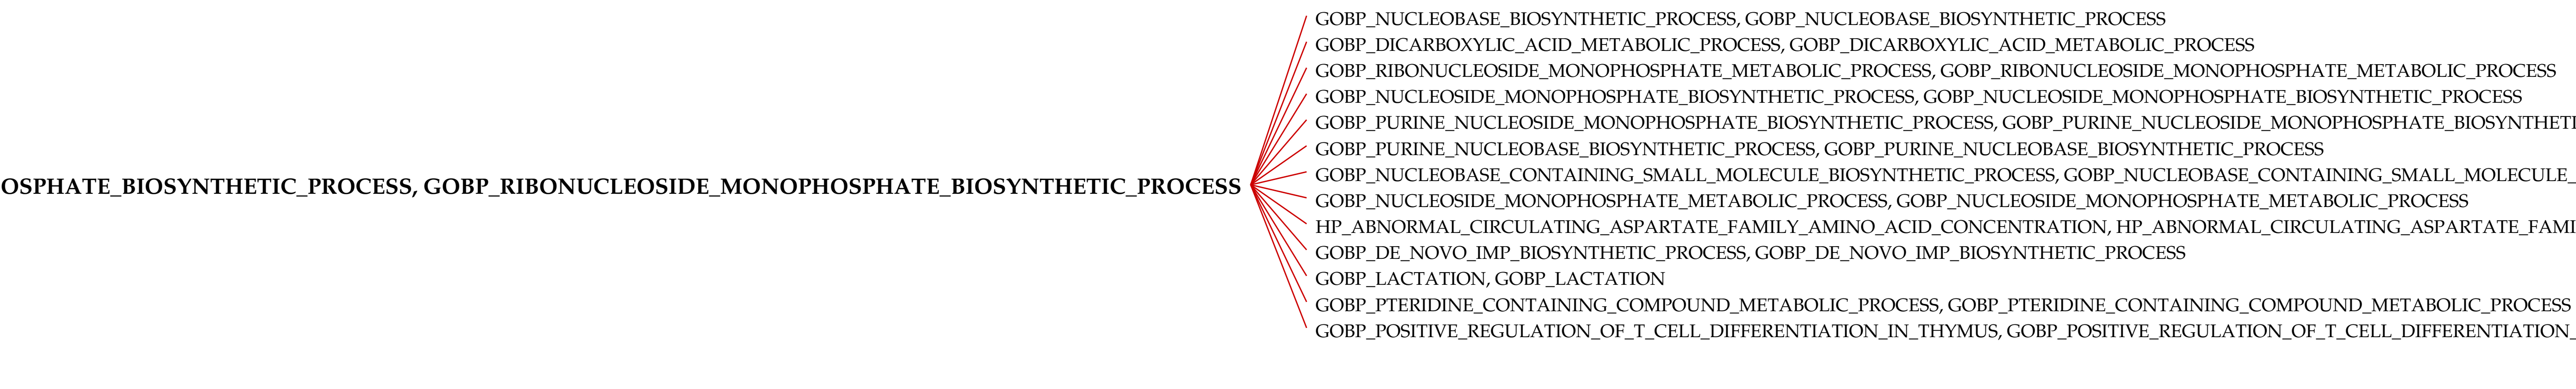 GOBP_NUCLEOBASE_BIOSYNTHETIC_PROCESS, GOBP_NUCLEOBASE_BIOSYNTHETIC_PROCESS
GOBP_DICARBOXYLIC_ACID_METABOLIC_PROCESS, GOBP_DICARBOXYLIC_ACID_METABOLIC_PROCESS
GOBP_RIBONUCLEOSIDE_MONOPHOSPHATE_METABOLIC_PROCESS, GOBP_RIBONUCLEOSIDE_MONOPHOSPHATE_METABOLIC_PROCESS
GOBP_NUCLEOSIDE_MONOPHOSPHATE_BIOSYNTHETIC_PROCESS, GOBP_NUCLEOSIDE_MONOPHOSPHATE_BIOSYNTHETIC_PROCESS
GOBP_PURINE_NUCLEOSIDE_MONOPHOSPHATE_BIOSYNTHETIC_PROCESS, GOBP_PURINE_NUCLEOSIDE_MONOPHOSPHATE_BIOSYNTHETI
GOBP_PURINE_NUCLEOBASE_BIOSYNTHETIC_PROCESS, GOBP_PURINE_NUCLEOBASE_BIOSYNTHETIC_PROCESS
GOBP_NUCLEOBASE_CONTAINING_SMALL_MOLECULE_BIOSYNTHETIC_PROCESS, GOBP_NUCLEOBASE_CONTAINING_SMALL_MOLECULE_
OSPHATE_BIOSYNTHETIC_PROCESS, GOBP_RIBONUCLEOSIDE_MONOPHOSPHATE_BIOSYNTHETIC_PROCESS
GOBP_NUCLEOSIDE_MONOPHOSPHATE_METABOLIC_PROCESS, GOBP_NUCLEOSIDE_MONOPHOSPHATE_METABOLIC_PROCESS
HP_ABNORMAL_CIRCULATING_ASPARTATE_FAMILY_AMINO_ACID_CONCENTRATION, HP_ABNORMAL_CIRCULATING_ASPARTATE_FAMI
GOBP_DE_NOVO_IMP_BIOSYNTHETIC_PROCESS, GOBP_DE_NOVO_IMP_BIOSYNTHETIC_PROCESS
GOBP_LACTATION, GOBP_LACTATION
GOBP_PTERIDINE_CONTAINING_COMPOUND_METABOLIC_PROCESS, GOBP_PTERIDINE_CONTAINING_COMPOUND_METABOLIC_PROCESS
GOBP_POSITIVE_REGULATION_OF_T_CELL_DIFFERENTIATION_IN_THYMUS, GOBP_POSITIVE_REGULATION_OF_T_CELL_DIFFERENTIATION_